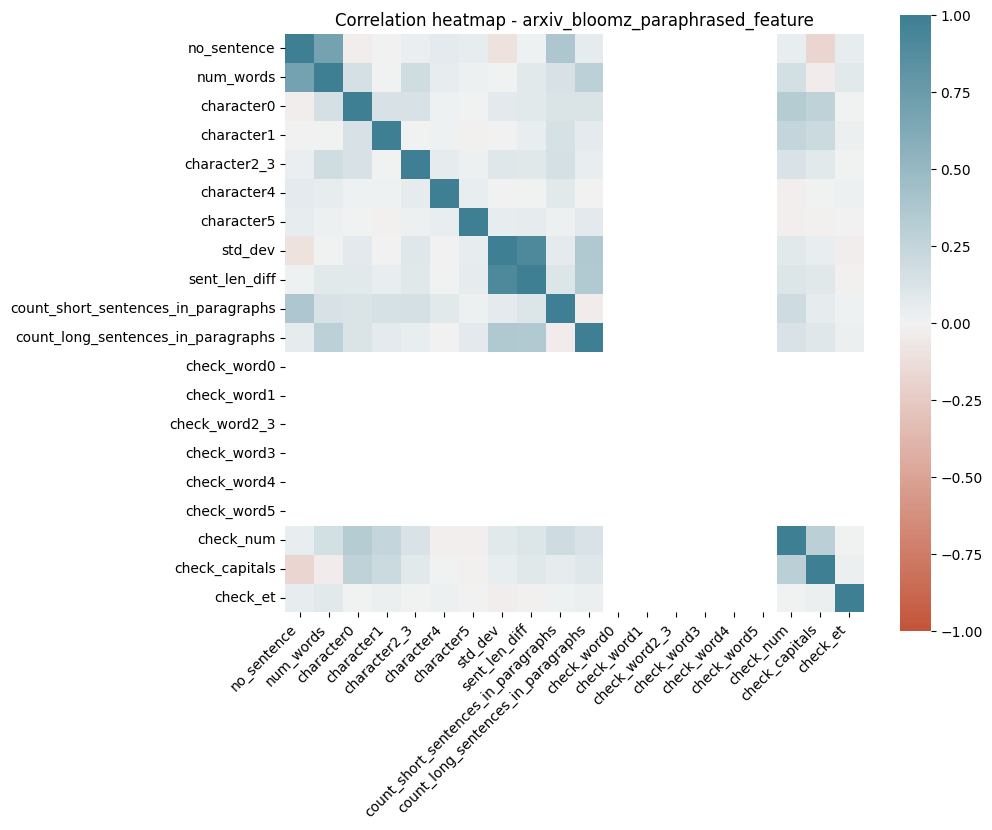 Correlation heatmap - arxiv_bloomz_paraphrased_feature
no_sentence
num_words
character0
character1
character2_3
character4
character5
std_dev
sent_len_diff
count_short_sentences_in_paragraphs
count_long_sentences_in_paragraphs
check_word0
check_word1
check_word2_3
check_word3
check_word4
check_word5
check_num
check_capitals
check_et
no_sentence
num_words
character0
character1
character2_3
character4
character5
std_dev
sent_len_diff
count_short_sentences_in_paragraphs
count_long_sentences_in_paragraphs
check_word0
check_word1
check_word2_3
check_word3
check_word4
check_word5
check_num
check_capitals
check_et
1.00
0.75
0.50
0.25
0.00
−0.25
−0.50
−0.75
−1.00